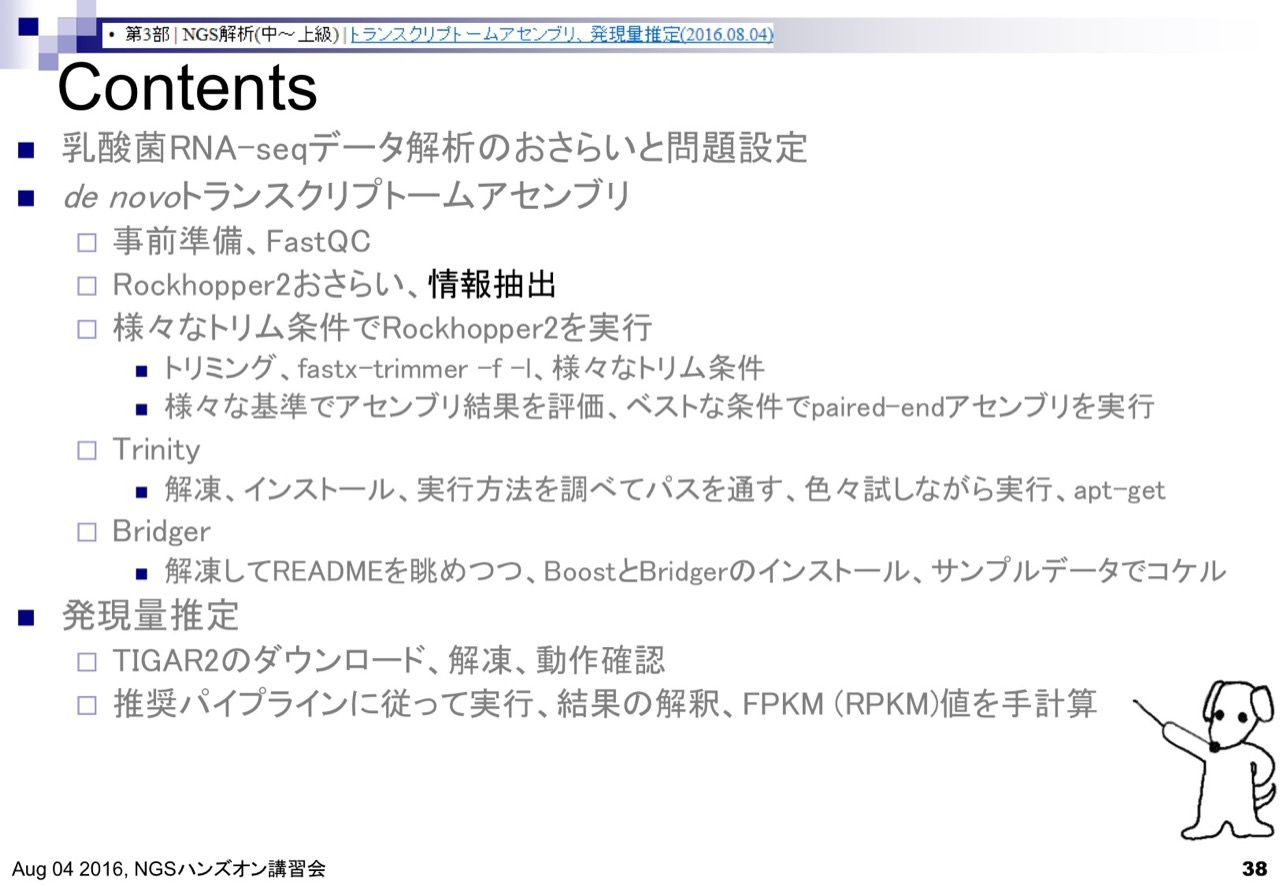 • 第3部 | NGS解析(中～上級) | トランスクリプトームアセンブリ、発現量推定(2016.08.04)
Contents
乳酸菌RNA-seqデータ解析のおさらいと問題設定
de novoトランスクリプトームアセンブリ
事前準備、FastQC
Rockhopper2おさらい、情報抽出
様々なトリム条件でRockhopper2を実行
トリミング、fastx-trimmer -f -l、様々なトリム条件
様々な基準でアセンブリ結果を評価、ベストな条件でpaired-endアセンブリを実行
Trinity
解凍、インストール、実行方法を調べてパスを通す、色々試しながら実行、apt-get
Bridger
解凍してREADMEを眺めつつ、BoostとBridgerのインストール、サンプルデータでコケル
発現量推定
TIGAR2のダウンロード、解凍、動作確認
推奨パイプラインに従って実行、結果の解釈、FPKM (RPKM)値を手計算
Aug 04 2016, NGSハンズオン講習会
38